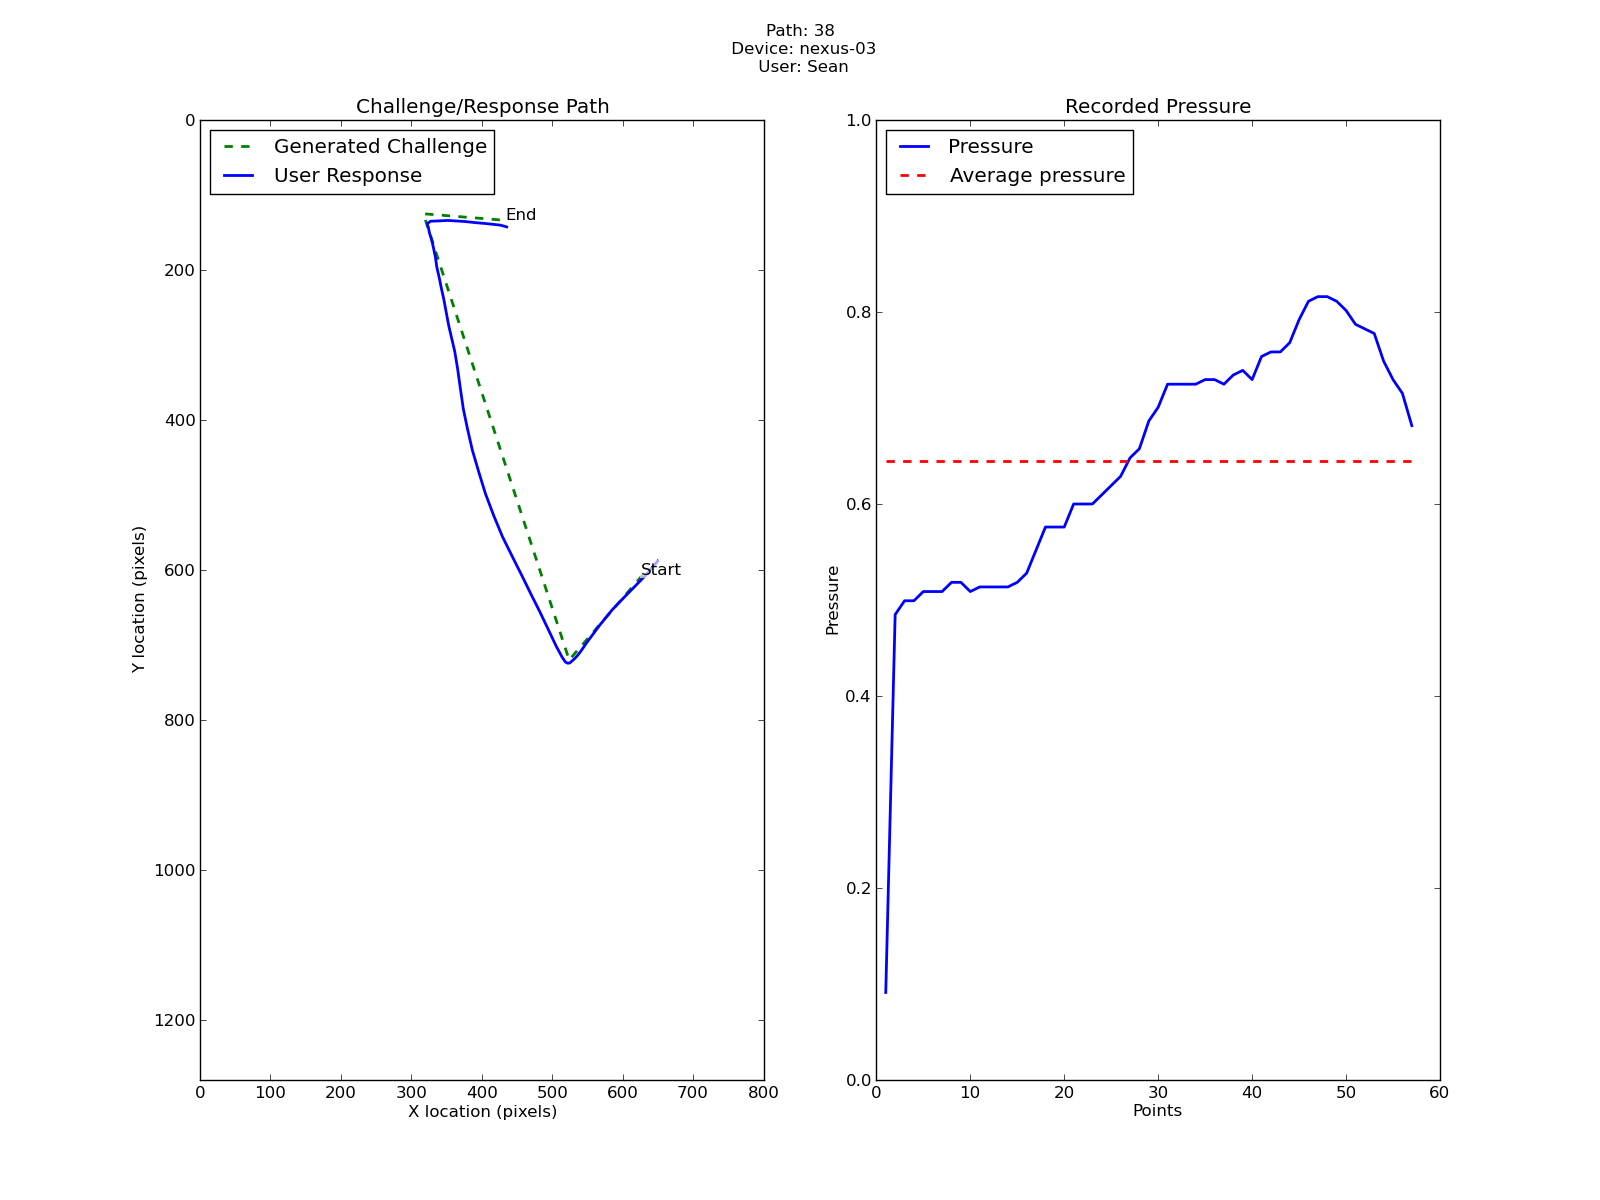 Path: 38
Device: nexus-03
User: Sean
Challenge/Response Path
Generated Challenge
User Response
End
Start
0
200
400
600
800
1000
1200
Y location (pixels)
0 100 200 300 400 500 600 700 800
X location (pixels)
Recorded Pressure
Pressure
Average pressure
1.0
0.8
0.6
0.4
0.2
0.0
Pressure
0 10 20 30 40 50 60
Points